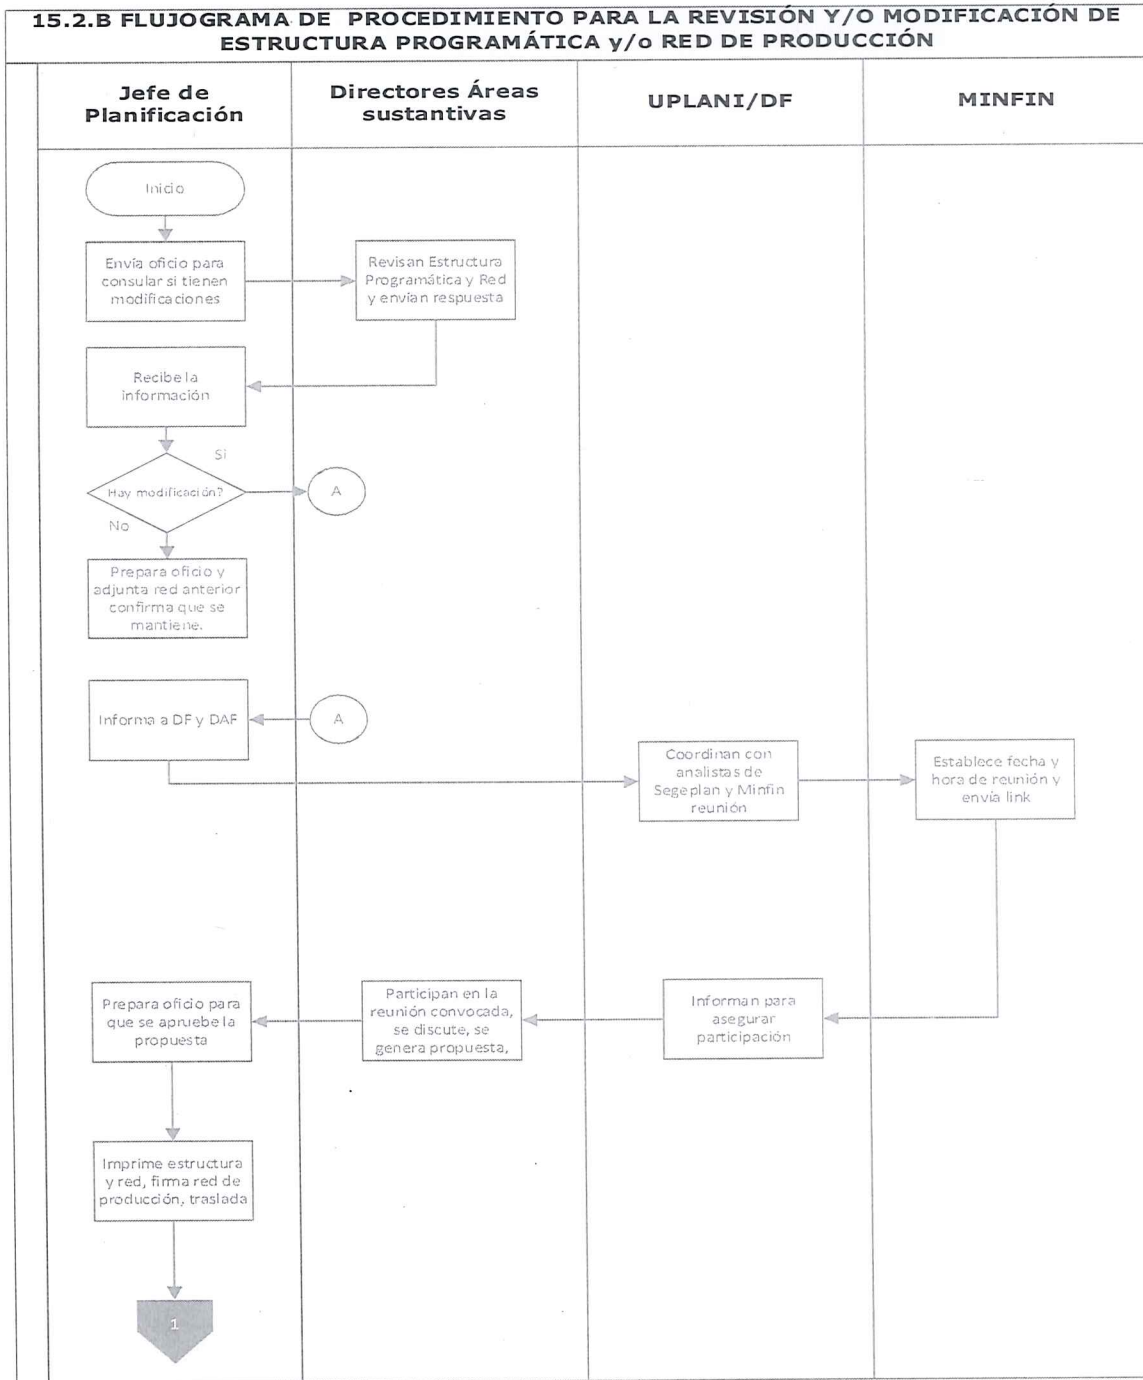 15.2.B FLUJOGRAMA DE PROCEDIMIENTO PARA LA REVISIÓN Y/O MODIFICACIÓN DE
ESTRUCTURA PROGRAMÁTICA y/o RED DE PRODUCCIÓN
Jefe de
Planificación
Directores Áreas
sustantivas
UPLANI/DF
MINFIN
Inicio
Envía oficio para
consular si tienen
modificaciones
Revisan Estructura
Programática y Red
y envían respuesta
Recibe la
información
Si
Hay modificación?
A
No
Prepara oficio y
adjunta red anterior
confirma que se
mantiene.
Informa a DF y DAF
A
Coordinan con
analistas de
Segeplan y Minfin
reunión
Establece fecha y
hora de reunión y
envía link
Prepara oficio para
que se apruebe la
propuesta
Participan en la
reunión convocada,
se discute, se
genera propuesta,
Informan para
asegurar
participación
Imprime estructura
y red, firma red de
producción, traslada
1